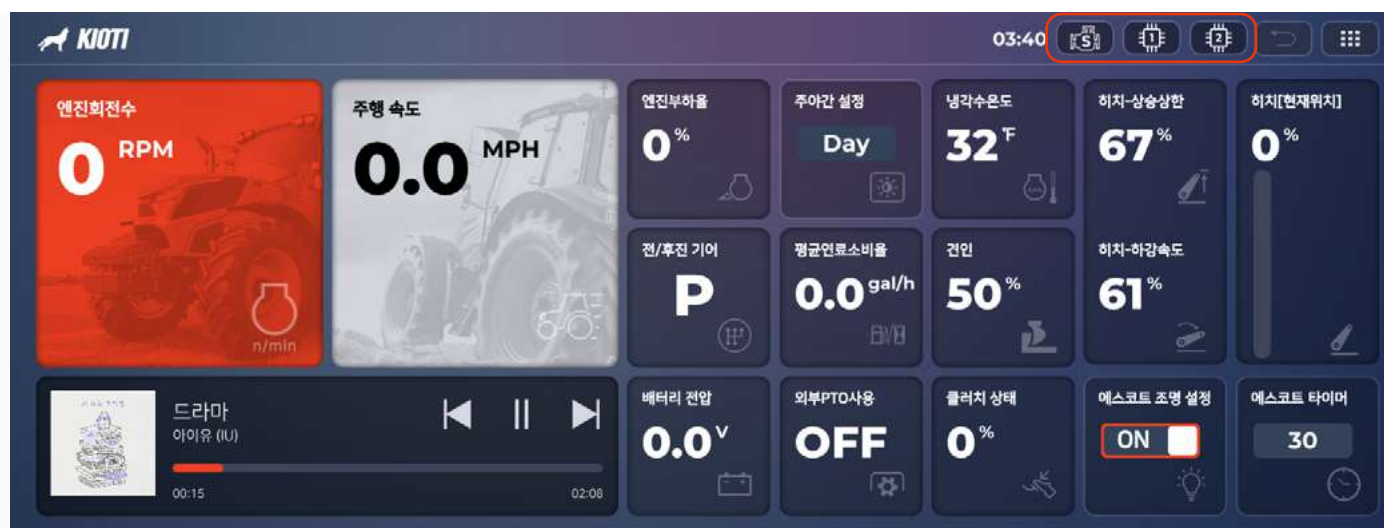 KIOTI
03:40
S
1
2
엔진회전수
0 RPM
n/min
주행 속도
0.0 MPH
엔진부하율
0 %
주야간 설정
Day
냉각수온도
32 °F
히치-상승상한
67 %
히치[현재위치]
0 %
전/후진 기어
P
평균연료소비율
0.0 gal/h
견인
50 %
히치-하강속도
61 %
드라마
아이유 (IU)
00:15
02:08
배터리 전압
0.0 V
외부PTO사용
OFF
클러치 상태
0 %
에스코트 조명 설정
ON
에스코트 타이머
30